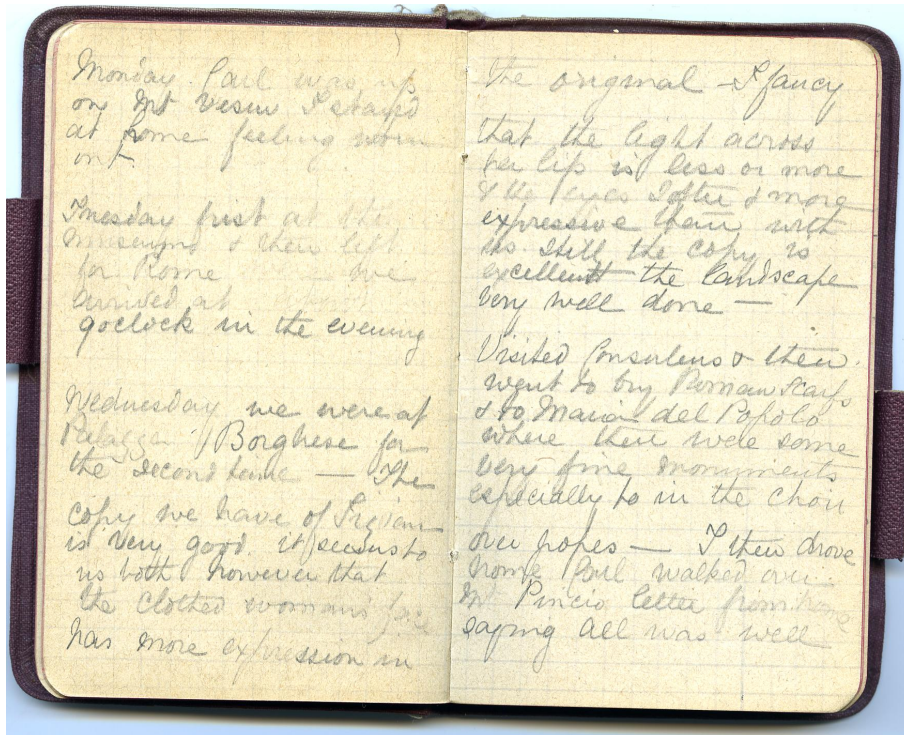 Monday. Paul was up
on Mt Vesuv I stayed
at home feeling worn
out
Tuesday first at the
museum & then left
for Rome we
arrived at
9oclock in the evening
Wednesday we were at
Palazzo Borghese for
the second time — The
copy we have of Tizian
is very good. it seems to
us both however that
the clothed woman's face
has more expression in
the original - I fancy
that the light across
her lip is less or more
& the eyes softer & more
expressive than with
us still the copy is
excellent the landscape
very well done —
Visited Consulens & then
went to buy Roman scarfs
& to Maria del Popolo
where there were some
very fine monuments
especially to in the choir
over popes — I then drove
home Paul walked over
Mt Pincio letter from home
saying all was well